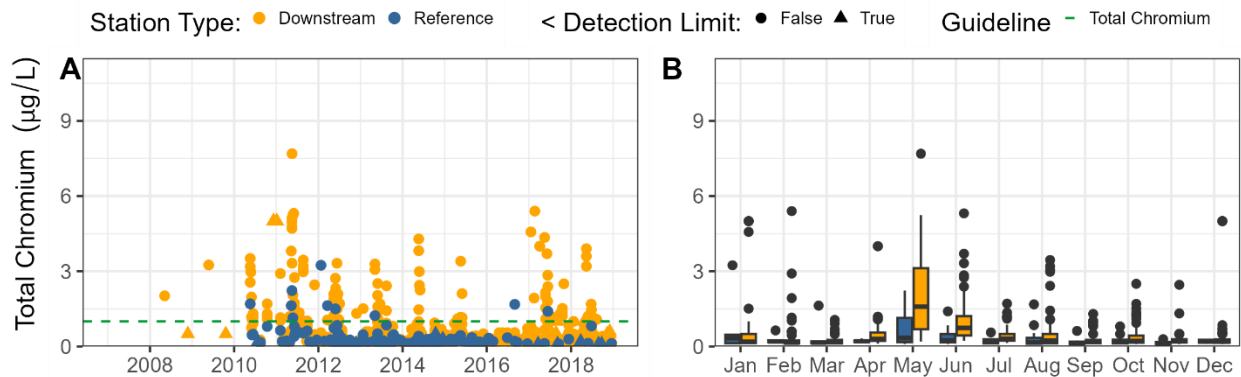 Station Type: Downstream Reference < Detection Limit: False True Guideline Total Chromium
A
B
Total Chromium (µg/L)
9
6
3
0
2008 2010 2012 2014 2016 2018
9
6
3
0
Jan Feb Mar Apr May Jun Jul Aug Sep Oct Nov Dec